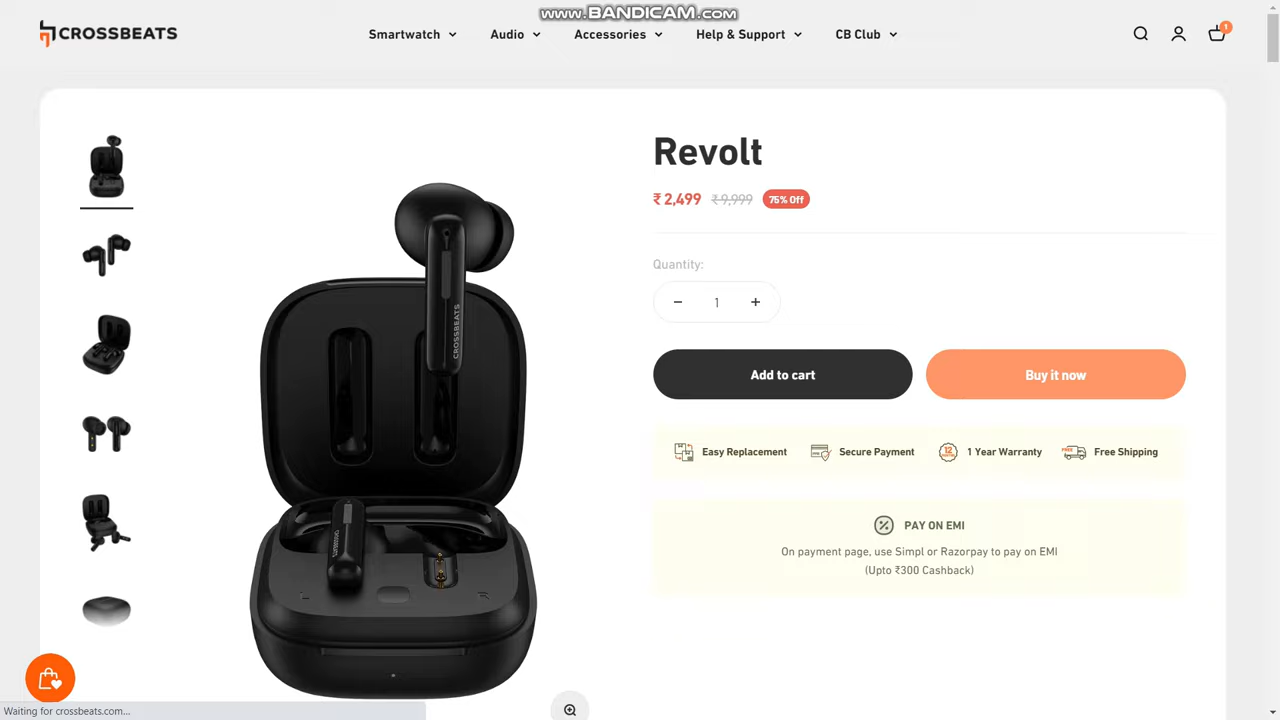 www.BANDICAM.com
CROSSBEATS
Smartwatch
Audio
Accessories
Help & Support
CB Club
1
Revolt
₹ 2,499 ₹ 9,999 75% Off
Quantity:
− 1 +
Add to cart
Buy it now
Easy Replacement
Secure Payment
12
1 Year Warranty
FREE
Free Shipping
PAY ON EMI
On payment page, use Simpl or Razorpay to pay on EMI
(Upto ₹300 Cashback)
CROSSBEATS
L
R
Waiting for crossbeats.com...